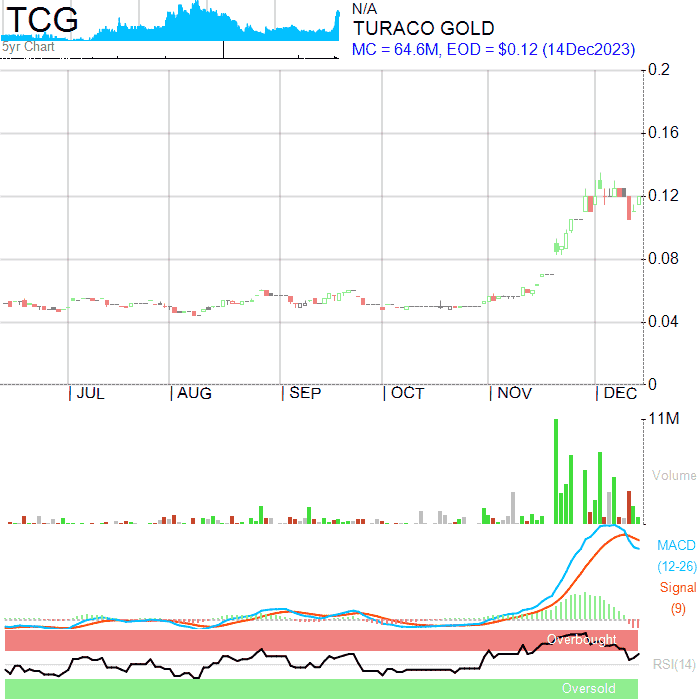 TCG
5yr Chart
N/A
TURACO GOLD
MC = 64.6M, EOD = $0.12 (14Dec2023)
0.2
0.16
0.12
0.08
0.04
0
JUL AUG SEP OCT NOV DEC
11M
Volume
MACD
(12-26)
Signal
(9)
Overbought
RSI(14)
Oversold